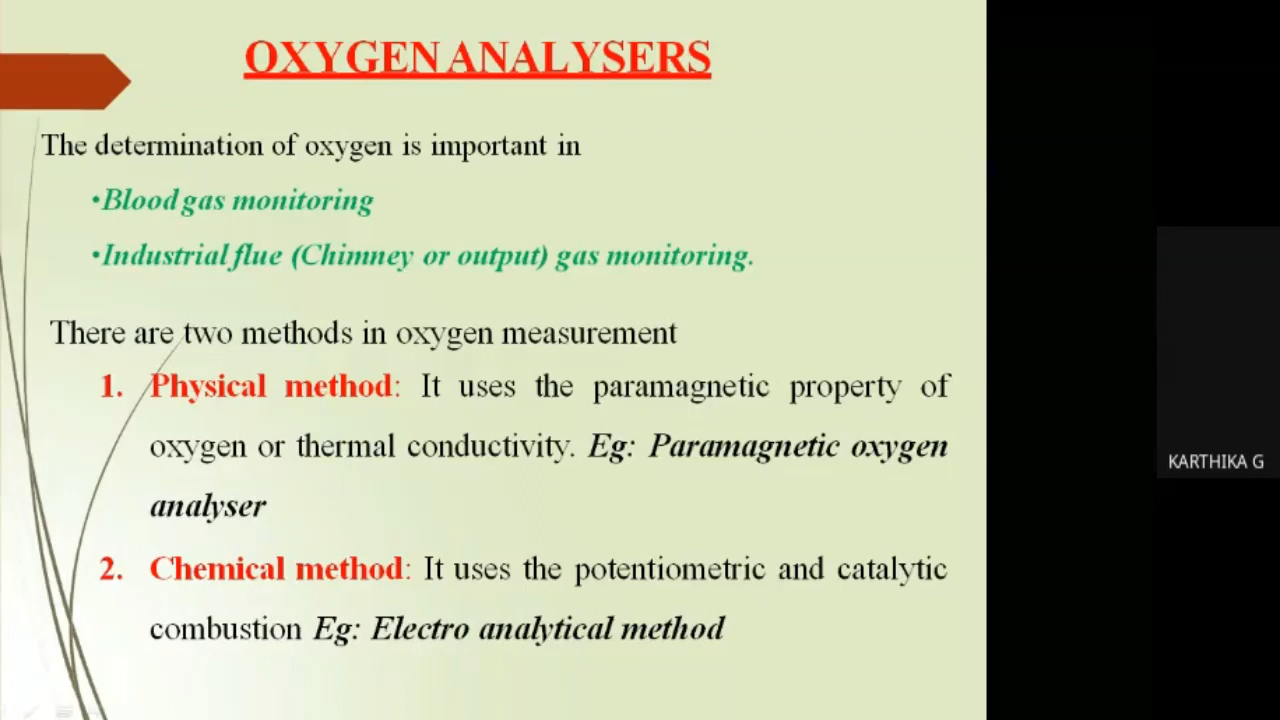 OXYGEN ANALYSERS
The determination of oxygen is important in
•Blood gas monitoring
•Industrial flue (Chimney or output) gas monitoring.
There are two methods in oxygen measurement
1. Physical method: It uses the paramagnetic property of
oxygen or thermal conductivity. Eg: Paramagnetic oxygen
analyser
2. Chemical method: It uses the potentiometric and catalytic
combustion Eg: Electro analytical method
KARTHIKA G